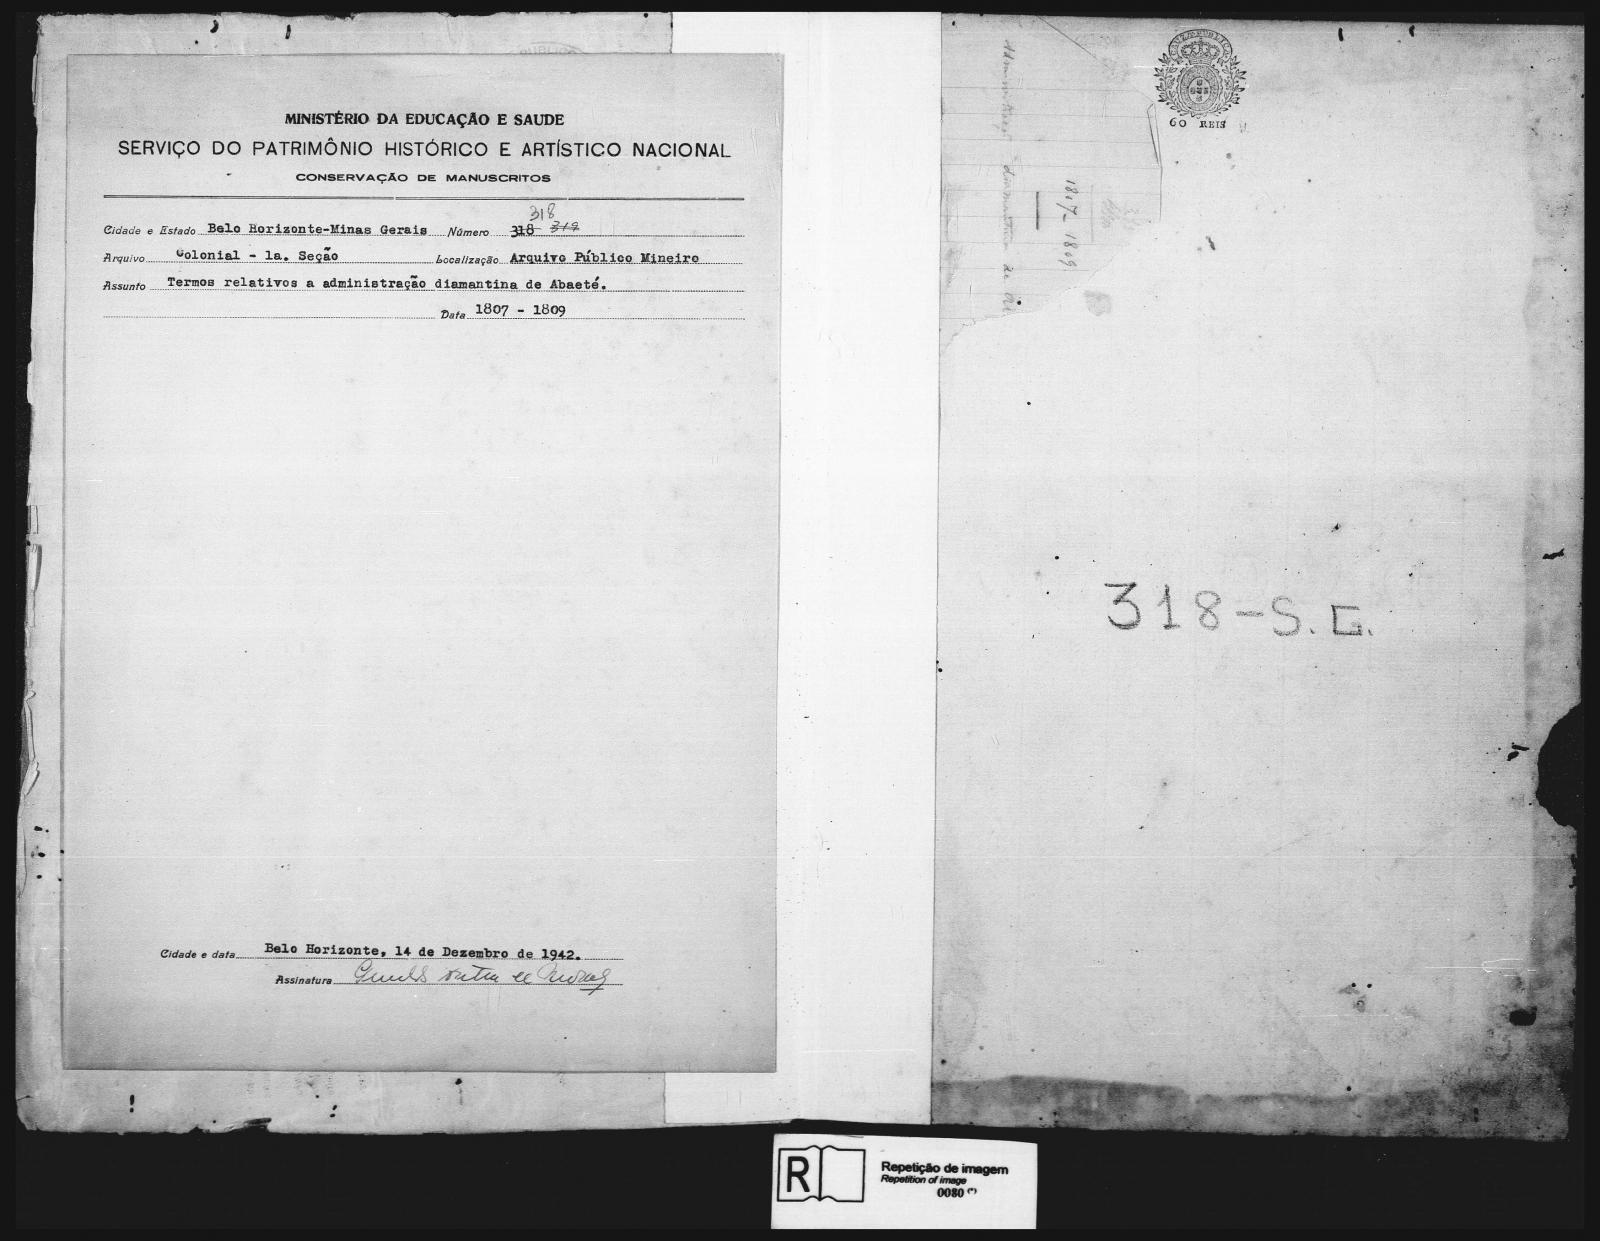 MINISTÉRIO DA EDUCAÇÃO E SAUDE
SERVIÇO DO PATRIMÔNIO HISTÓRICO E ARTÍSTICO NACIONAL
CONSERVAÇÃO DE MANUSCRITOS
318
Cidade e Estado Belo Horizonte-Minas Gerais Número 318 319
Arquivo Colonial - 1a. Seção Localização Arquivo Público Mineiro
Assunto Termos relativos a administração diamantina de Abaeté.
Data 1807 - 1809
Cidade e data Belo Horizonte, 14 de Dezembro de 1942.
Assinatura
60 REIS
1807-1809
318-S.G.
R
Repetição de imagem
Repetition of image
0080 (*)